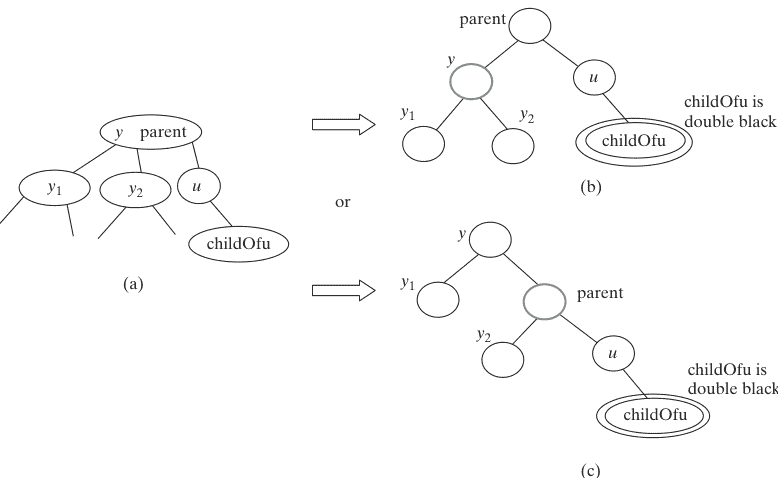 y parent
y1 y2 u
childOfu
(a)
or
parent
y u
y1 y2
childOfu
childOfu is
double black
(b)
y
y1 parent
y2 u
childOfu
childOfu is
double black
(c)